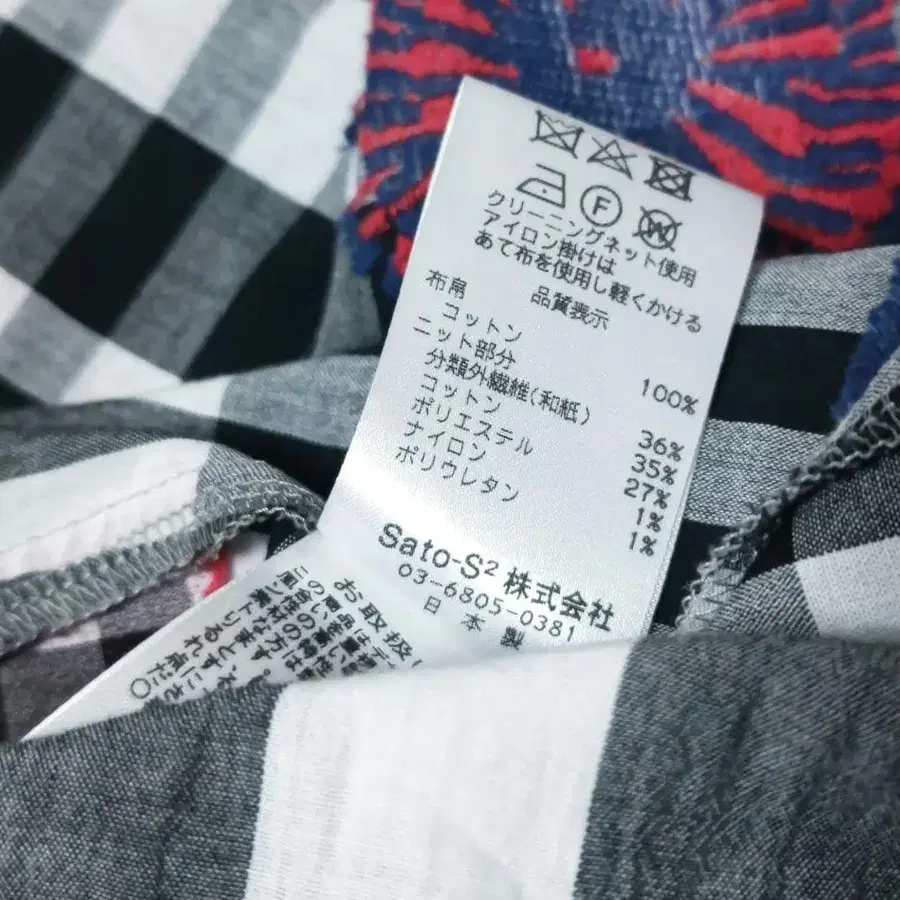 F W
クリーニングネット使用
アイロン掛けは
あて布を使用し軽くかける
品質表示
布帛
コットン 100%
ニット部分
分類外繊維(和紙) 36%
コットン 35%
ポリエステル 27%
ナイロン 1%
ポリウレタン 1%
Sato-S² 株式会社
03-6805-0381
日本製
お取扱い